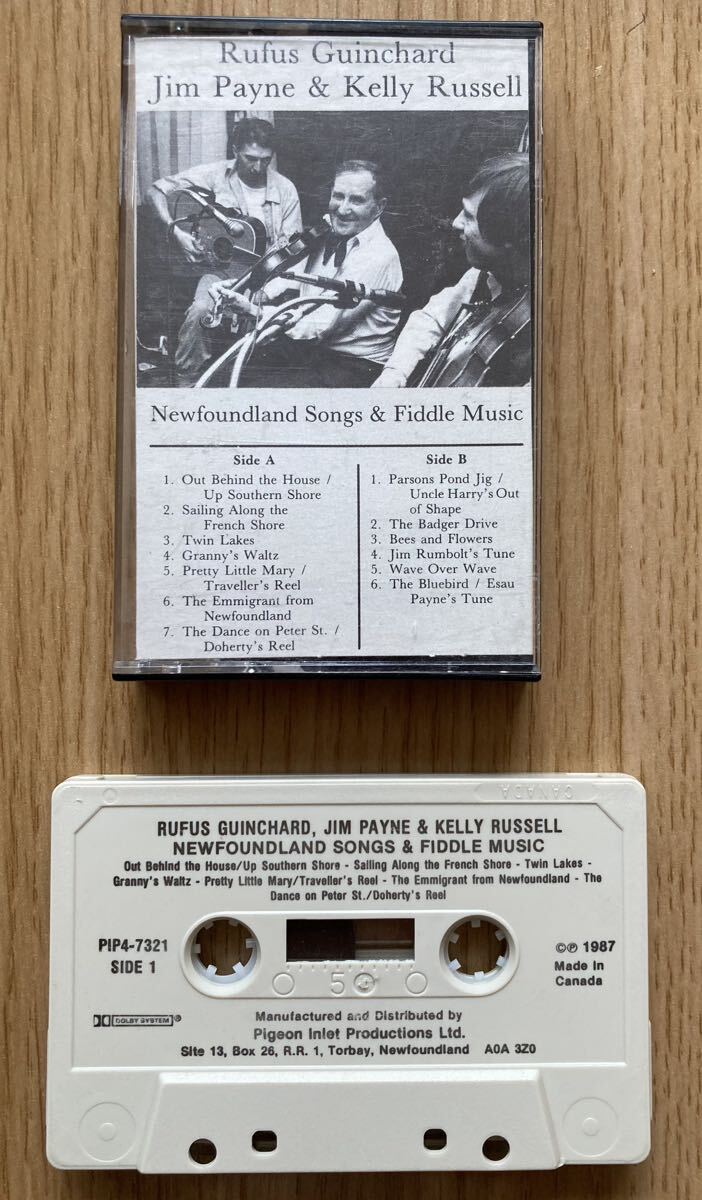 Rufus Guinchard
Jim Payne & Kelly Russell
Newfoundland Songs & Fiddle Music
Side A
1. Out Behind the House /
Up Southern Shore
2. Sailing Along the
French Shore
3. Twin Lakes
4. Granny's Waltz
5. Pretty Little Mary /
Traveller's Reel
6. The Emmigrant from
Newfoundland
7. The Dance on Peter St. /
Doherty's Reel
Side B
1. Parsons Pond Jig /
Uncle Harry's Out
of Shape
2. The Badger Drive
3. Bees and Flowers
4. Jim Rumbolt's Tune
5. Wave Over Wave
6. The Bluebird / Esau
Payne's Tune
CANADA
RUFUS GUINCHARD, JIM PAYNE & KELLY RUSSELL
NEWFOUNDLAND SONGS & FIDDLE MUSIC
Out Behind the House/Up Southern Shore - Sailing Along the French Shore - Twin Lakes -
Granny's Waltz - Pretty Little Mary/Traveller's Reel - The Emmigrant from Newfoundland - The
Dance on Peter St./Doherty's Reel
PIP4-7321
SIDE 1
©℗ 1987
Made in
Canada
5
DOLBY SYSTEM ®
Manufactured and Distributed by
Pigeon Inlet Productions Ltd.
Site 13, Box 26, R.R. 1, Torbay, Newfoundland A0A 3Z0